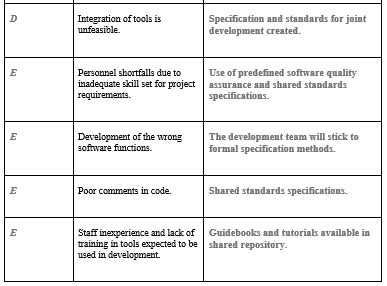 D
Integration of tools is
unfeasible.
Specification and standards for joint
development created.
E
Personnel shortfalls due to
inadequate skill set for project
requirements.
Use of predefined software quality
assurance and shared standards
specifications.
E
Development of the wrong
software functions.
The development team will stick to
formal specification methods.
E
Poor comments in code.
Shared standards specifications.
E
Staff inexperience and lack of
training in tools expected to be
used in development.
Guidebooks and tutorials available in
shared repository.